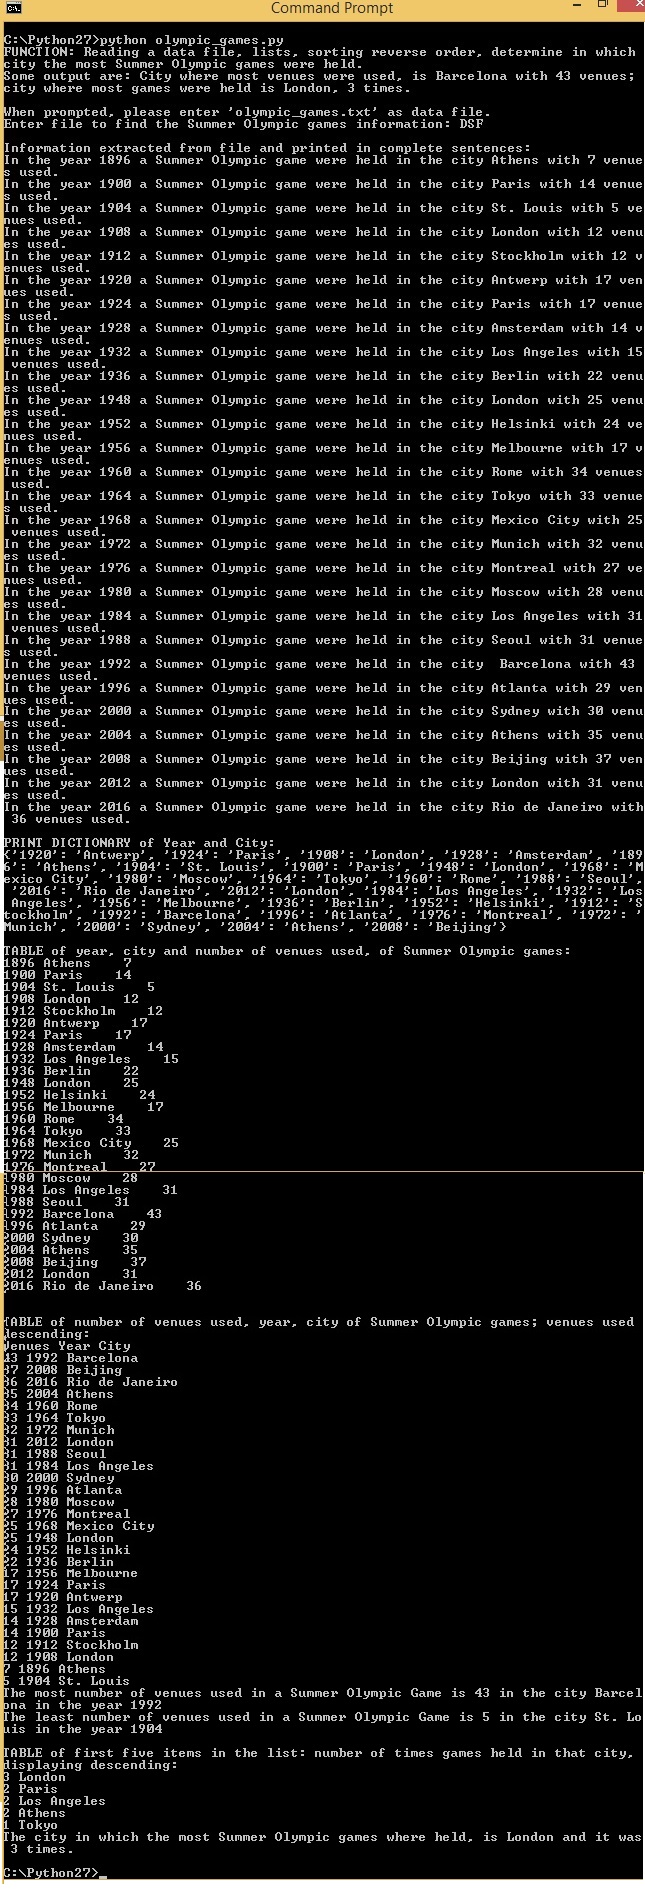 Command Prompt
C:\Python27>python olympic_games.py
FUNCTION: Reading a data file, lists, sorting reverse order, determine in which
city the most Summer Olympic games were held.
Some output are: City where most venues were used, is Barcelona with 43 venues;
city where most games were held is London, 3 times.
When prompted, please enter 'olympic_games.txt' as data file.
Enter file to find the Summer Olympic games information: DSF
Information extracted from file and printed in complete sentences:
In the year 1896 a Summer Olympic game were held in the city Athens with 7 venue
s used.
In the year 1900 a Summer Olympic game were held in the city Paris with 14 venue
s used.
In the year 1904 a Summer Olympic game were held in the city St. Louis with 5 ve
nues used.
In the year 1908 a Summer Olympic game were held in the city London with 12 venu
es used.
In the year 1912 a Summer Olympic game were held in the city Stockholm with 12 v
enues used.
In the year 1920 a Summer Olympic game were held in the city Antwerp with 17 ven
ues used.
In the year 1924 a Summer Olympic game were held in the city Paris with 17 venue
s used.
In the year 1928 a Summer Olympic game were held in the city Amsterdam with 14 v
enues used.
In the year 1932 a Summer Olympic game were held in the city Los Angeles with 15
 venues used.
In the year 1936 a Summer Olympic game were held in the city Berlin with 22 venu
es used.
In the year 1948 a Summer Olympic game were held in the city London with 25 venu
es used.
In the year 1952 a Summer Olympic game were held in the city Helsinki with 24 ve
nues used.
In the year 1956 a Summer Olympic game were held in the city Melbourne with 17 v
enues used.
In the year 1960 a Summer Olympic game were held in the city Rome with 34 venues
 used.
In the year 1964 a Summer Olympic game were held in the city Tokyo with 33 venue
s used.
In the year 1968 a Summer Olympic game were held in the city Mexico City with 25
 venues used.
In the year 1972 a Summer Olympic game were held in the city Munich with 32 venu
es used.
In the year 1976 a Summer Olympic game were held in the city Montreal with 27 ve
nues used.
In the year 1980 a Summer Olympic game were held in the city Moscow with 28 venu
es used.
In the year 1984 a Summer Olympic game were held in the city Los Angeles with 31
 venues used.
In the year 1988 a Summer Olympic game were held in the city Seoul with 31 venue
s used.
In the year 1992 a Summer Olympic game were held in the city  Barcelona with 43
venues used.
In the year 1996 a Summer Olympic game were held in the city Atlanta with 29 ven
ues used.
In the year 2000 a Summer Olympic game were held in the city Sydney with 30 venu
es used.
In the year 2004 a Summer Olympic game were held in the city Athens with 35 venu
es used.
In the year 2008 a Summer Olympic game were held in the city Beijing with 37 ven
ues used.
In the year 2012 a Summer Olympic game were held in the city London with 31 venu
es used.
In the year 2016 a Summer Olympic game were held in the city Rio de Janeiro with
 36 venues used.
PRINT DICTIONARY of Year and City:
{'1920': 'Antwerp', '1924': 'Paris', '1908': 'London', '1928': 'Amsterdam', '189
6': 'Athens', '1904': 'St. Louis', '1900': 'Paris', '1948': 'London', '1968': 'M
exico City', '1980': 'Moscow', '1964': 'Tokyo', '1960': 'Rome', '1988': 'Seoul',
 '2016': 'Rio de Janeiro', '2012': 'London', '1984': 'Los Angeles', '1932': 'Los
 Angeles', '1956': 'Melbourne', '1936': 'Berlin', '1952': 'Helsinki', '1912': 'S
tockholm', '1992': 'Barcelona', '1996': 'Atlanta', '1976': 'Montreal', '1972': '
Munich', '2000': 'Sydney', '2004': 'Athens', '2008': 'Beijing'}
TABLE of year, city and number of venues used, of Summer Olympic games:
1896 Athens    7
1900 Paris    14
1904 St. Louis    5
1908 London    12
1912 Stockholm    12
1920 Antwerp    17
1924 Paris    17
1928 Amsterdam    14
1932 Los Angeles    15
1936 Berlin    22
1948 London    25
1952 Helsinki    24
1956 Melbourne    17
1960 Rome    34
1964 Tokyo    33
1968 Mexico City    25
1972 Munich    32
1976 Montreal    27
1980 Moscow    28
1984 Los Angeles    31
1988 Seoul    31
1992 Barcelona    43
1996 Atlanta    29
2000 Sydney    30
2004 Athens    35
2008 Beijing    37
2012 London    31
2016 Rio de Janeiro    36
TABLE of number of venues used, year, city of Summer Olympic games; venues used
descending:
Venues Year City
43 1992 Barcelona
37 2008 Beijing
36 2016 Rio de Janeiro
35 2004 Athens
34 1960 Rome
33 1964 Tokyo
32 1972 Munich
31 2012 London
31 1988 Seoul
31 1984 Los Angeles
30 2000 Sydney
29 1996 Atlanta
28 1980 Moscow
27 1976 Montreal
25 1968 Mexico City
25 1948 London
24 1952 Helsinki
22 1936 Berlin
17 1956 Melbourne
17 1924 Paris
17 1920 Antwerp
15 1932 Los Angeles
14 1928 Amsterdam
14 1900 Paris
12 1912 Stockholm
12 1908 London
7 1896 Athens
5 1904 St. Louis
The most number of venues used in a Summer Olympic Game is 43 in the city Barcel
ona in the year 1992
The least number of venues used in a Summer Olympic Game is 5 in the city St. Lo
uis in the year 1904
TABLE of first five items in the list: number of times games held in that city,
displaying descending:
3 London
2 Paris
2 Los Angeles
2 Athens
1 Tokyo
The city in which the most Summer Olympic games where held, is London and it was
 3 times.
C:\Python27>_